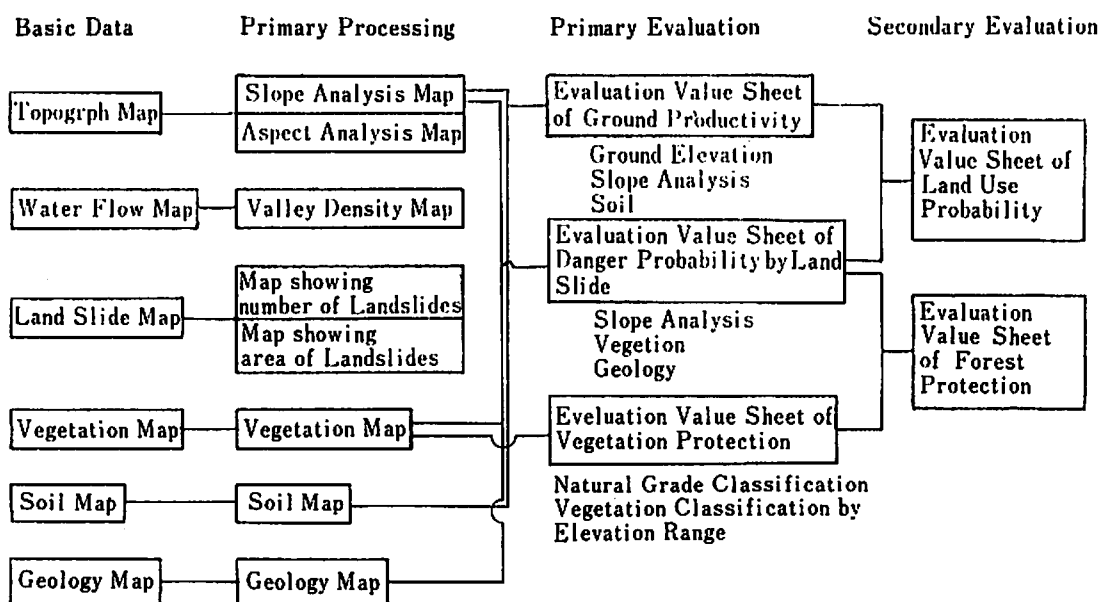 Basic Data
Primary Processing
Primary Evaluation
Secondary Evaluation
Topogrph Map
Slope Analysis Map
Aspect Analysis Map
Water Flow Map
Valley Density Map
Land Slide Map
Map showing
number of Landslides
Map showing
area of Landslides
Vegetation Map
Vegetation Map
Soil Map
Soil Map
Geology Map
Geology Map
Evaluation Value Sheet
of Ground Productivity
Ground Elevation
Slope Analysis
Soil
Evaluation Value Sheet of
Danger Probability by Land
Slide
Slope Analysis
Vegetion
Geology
Eveluation Value Sheet of
Vegetation Protection
Natural Grade Classification
Vegetation Classification by
Elevation Range
Evaluation
Value Sheet of
Land Use
Probability
Evaluation
Value Sheet
of Forest
Protection